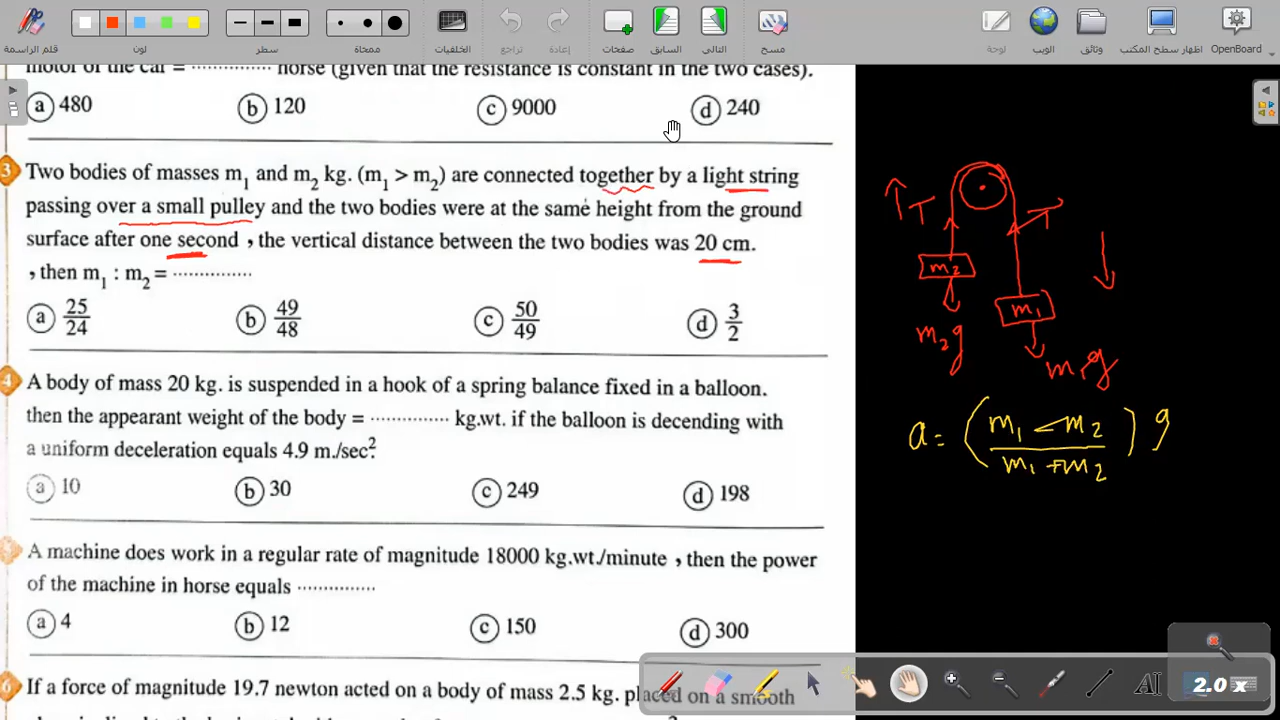 قلم الراسمة
لون
سطر
ممحاة
الخلفيات
تراجع
إعادة
صفحات
السابق
التالي
مسح
لوحة
الويب
وثائق
اظهار سطح المكتب
OpenBoard
motor of the car = ............... horse (given that the resistance is constant in the two cases).
a 480 b 120 c 9000 d 240
3 Two bodies of masses m₁ and m₂ kg. (m₁ > m₂) are connected together by a light string
passing over a small pulley and the two bodies were at the same height from the ground
surface after one second , the vertical distance between the two bodies was 20 cm.
, then m₁ : m₂ = ...............
a 25/24 b 49/48 c 50/49 d 3/2
4 A body of mass 20 kg. is suspended in a hook of a spring balance fixed in a balloon.
then the appearant weight of the body = ............... kg.wt. if the balloon is decending with
a uniform deceleration equals 4.9 m./sec².
a 10 b 30 c 249 d 198
A machine does work in a regular rate of magnitude 18000 kg.wt./minute , then the power
of the machine in horse equals ...............
a 4 b 12 c 150 d 300
6 If a force of magnitude 19.7 newton acted on a body of mass 2.5 kg. placed on a smooth
T
T
m₂
m₁
m₂g
m₁g
a = (m₁ - m₂ / m₁ + m₂) g
2.0 x